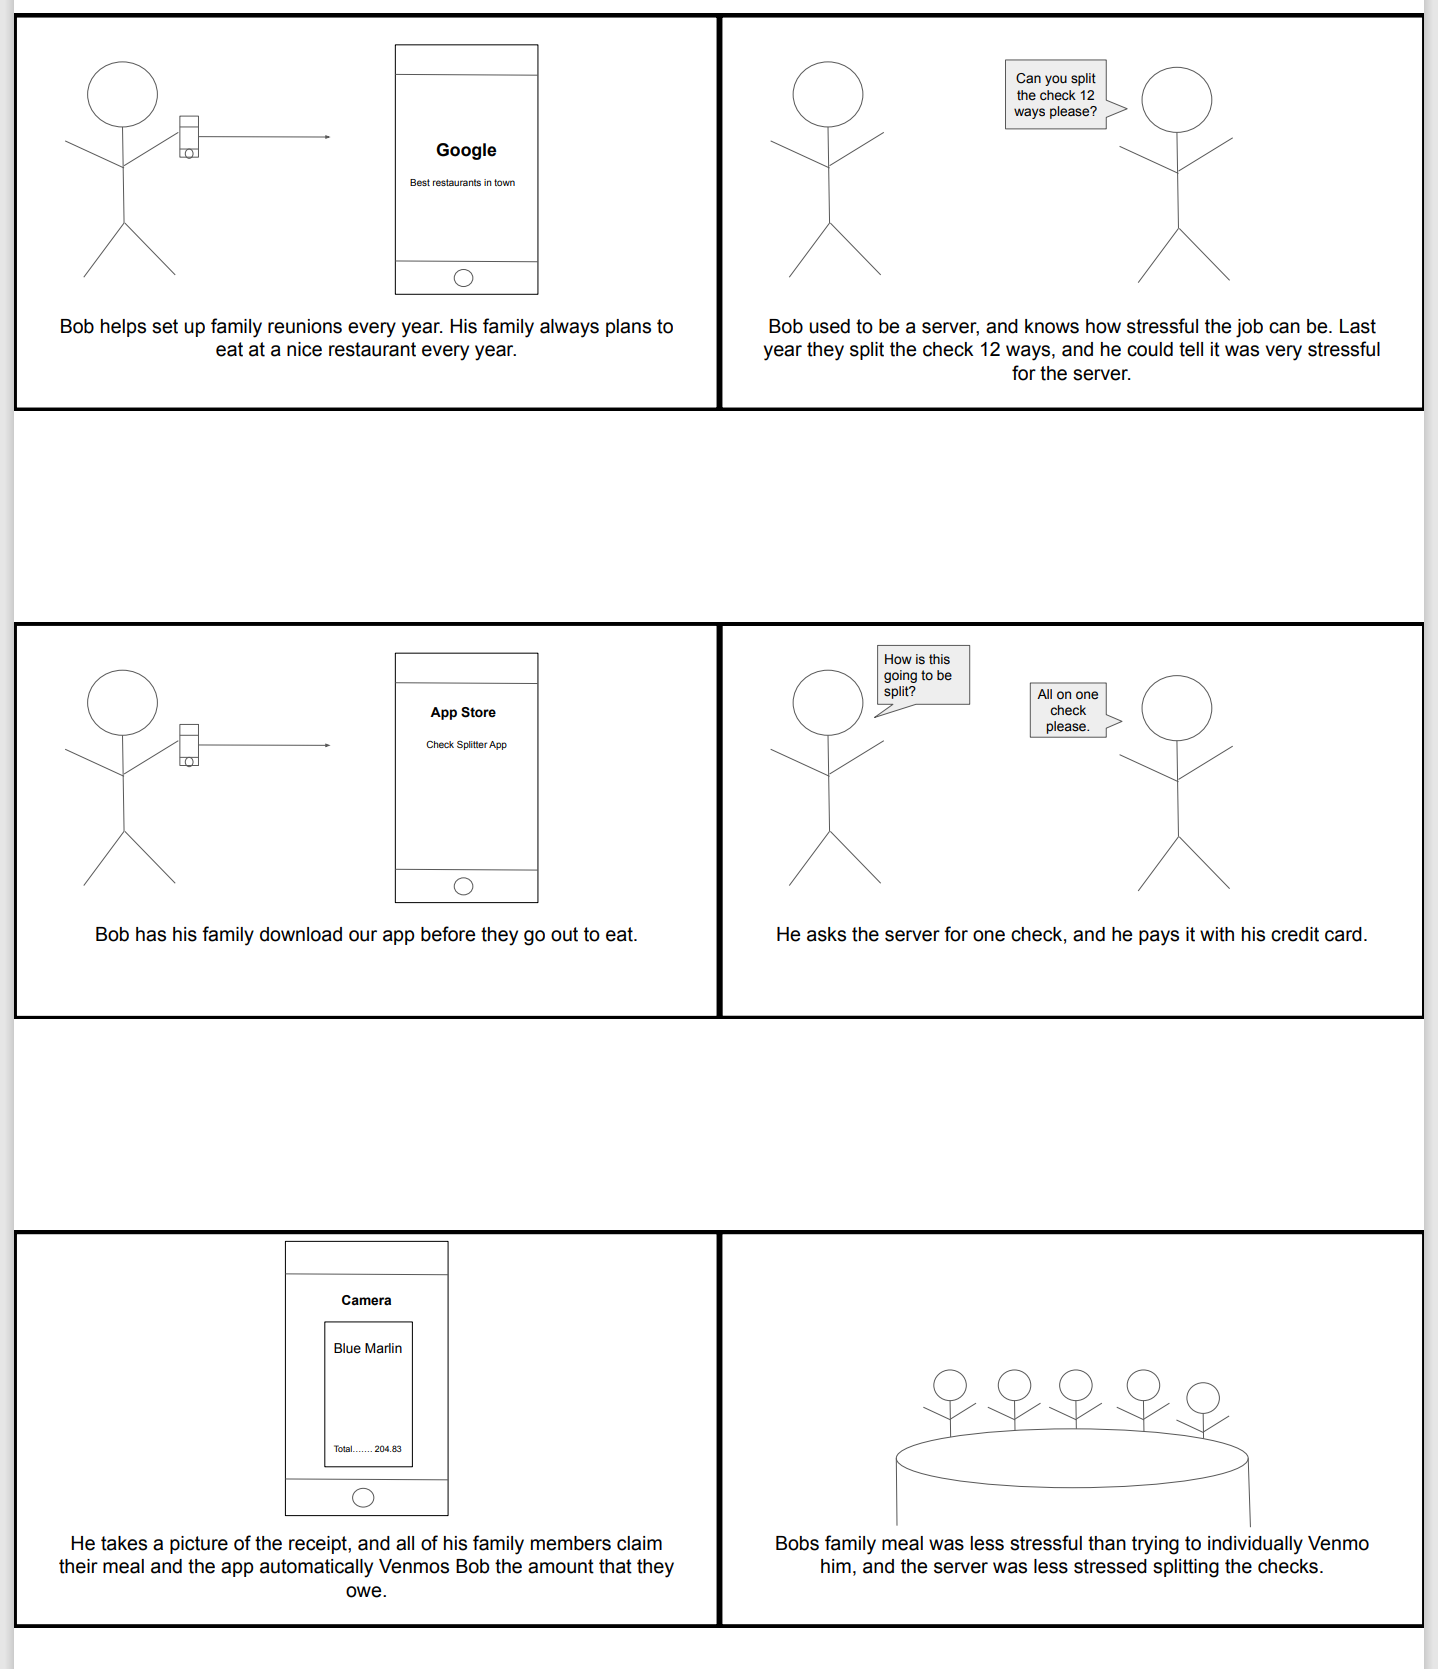 Google
Best restaurants in town
Bob helps set up family reunions every year. His family always plans to
eat at a nice restaurant every year.
Can you split
the check 12
ways please?
Bob used to be a server, and knows how stressful the job can be. Last
year they split the check 12 ways, and he could tell it was very stressful
for the server.
App Store
Check Splitter App
Bob has his family download our app before they go out to eat.
How is this
going to be
split?
All on one
check
please.
He asks the server for one check, and he pays it with his credit card.
Camera
Blue Marlin
Total....... 204.83
He takes a picture of the receipt, and all of his family members claim
their meal and the app automatically Venmos Bob the amount that they
owe.
Bobs family meal was less stressful than trying to individually Venmo
him, and the server was less stressed splitting the checks.